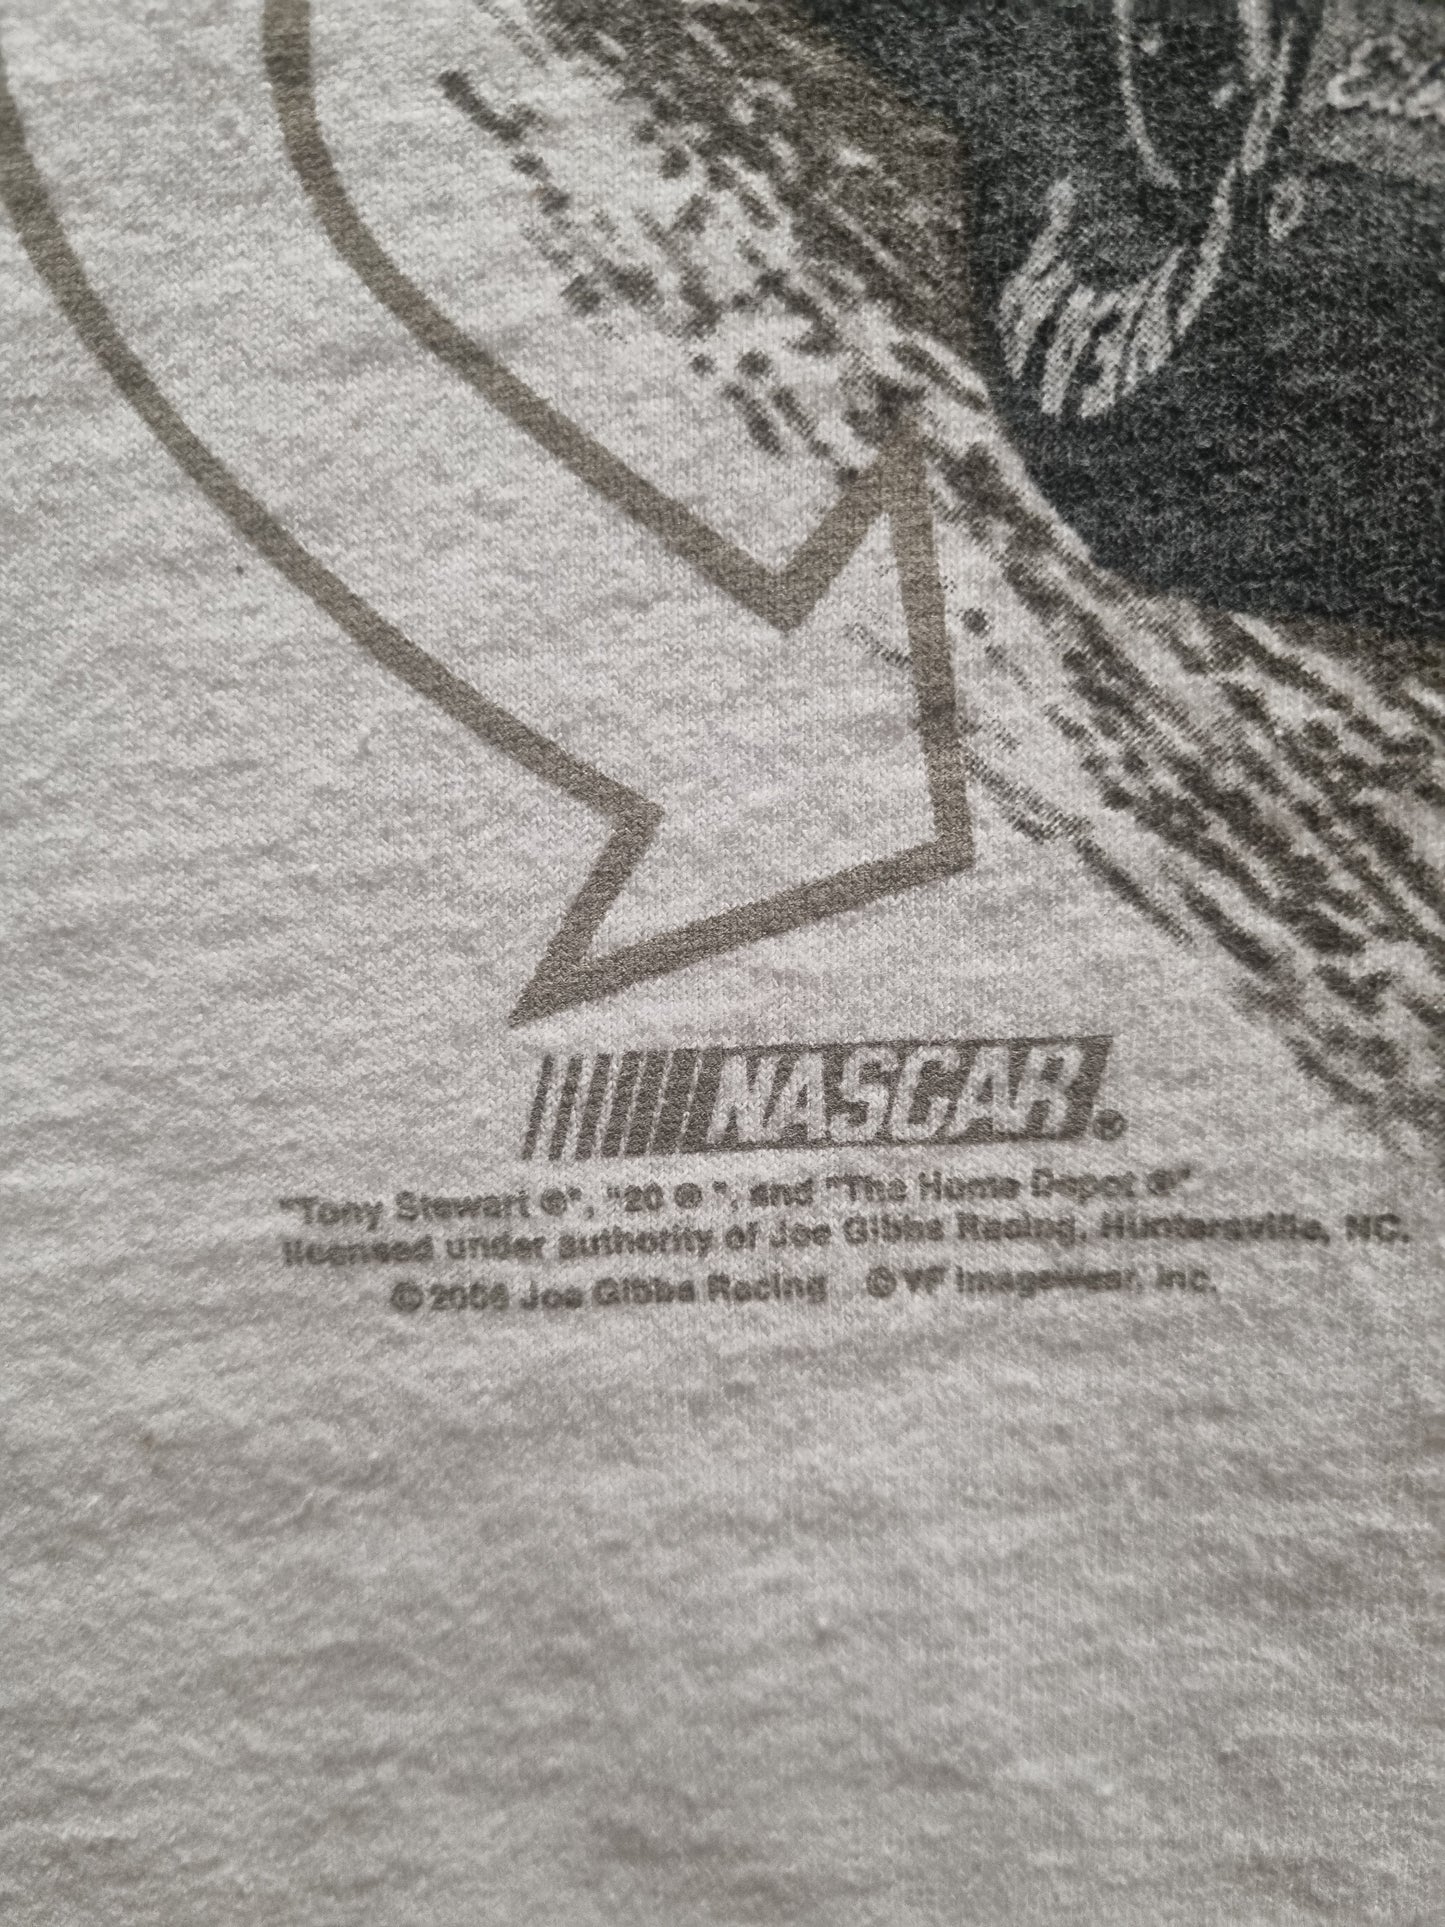 NASCAR®
"Tony Stewart ®", "20 ® ", and "The Home Depot ®"
licensed under authority of Joe Gibbs Racing, Huntersville, NC.
©2006 Joe Gibbs Racing ©VF Imagewear, Inc.